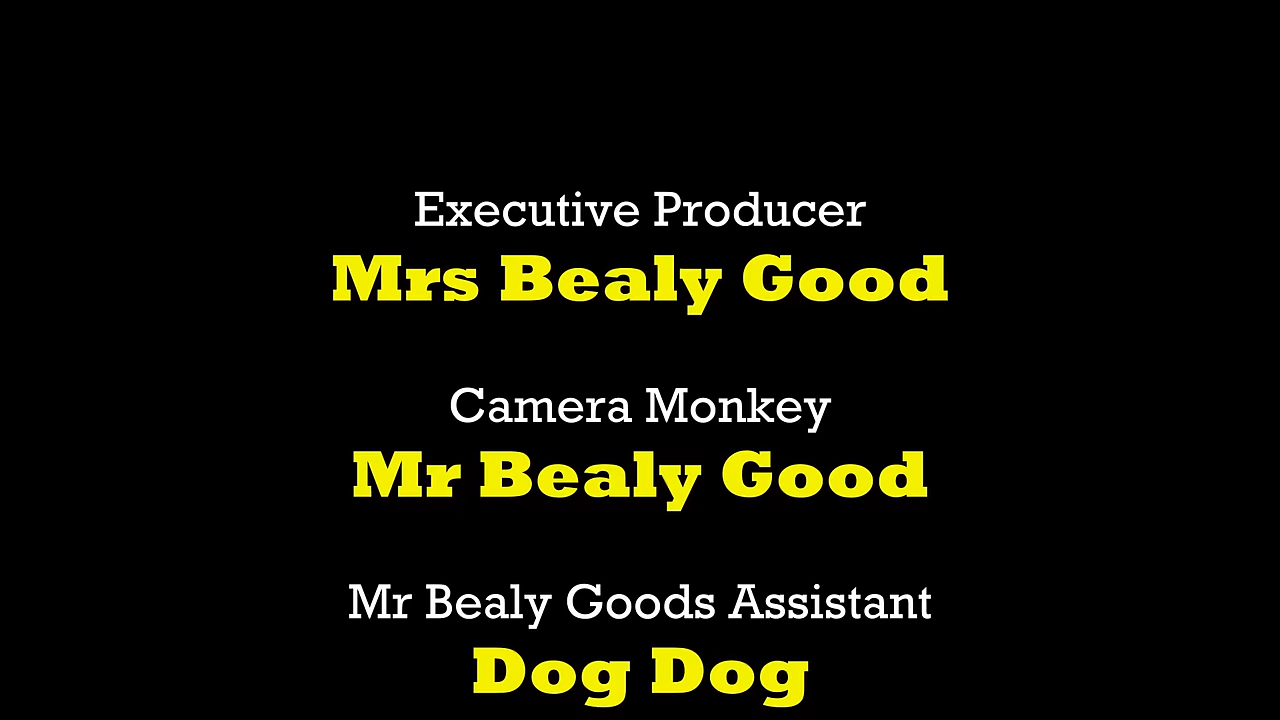 Executive Producer
Mrs Bealy Good
Camera Monkey
Mr Bealy Good
Mr Bealy Goods Assistant
Dog Dog